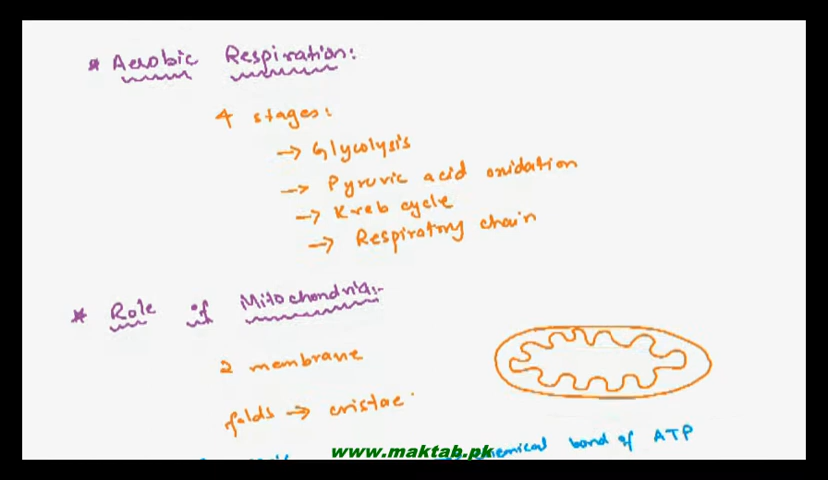 * Aerobic Respiration:
4 stages:
→ Glycolysis
→ Pyruvic acid oxidation
→ Kreb cycle
→ Respiratory chain
* Role of Mitochondria:-
2 membrane
folds → cristae
chemical bond of ATP
www.maktab.pk